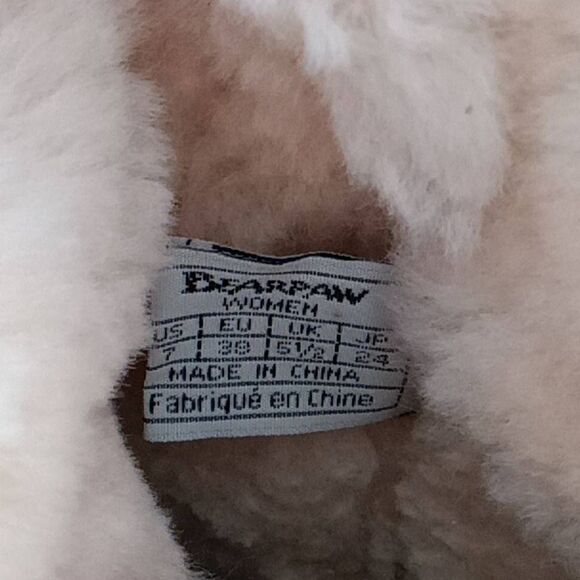 BEARPAW
WOMEN
US EU UK JP
7 38 5½ 24
MADE IN CHINA
Fabriqué en Chine